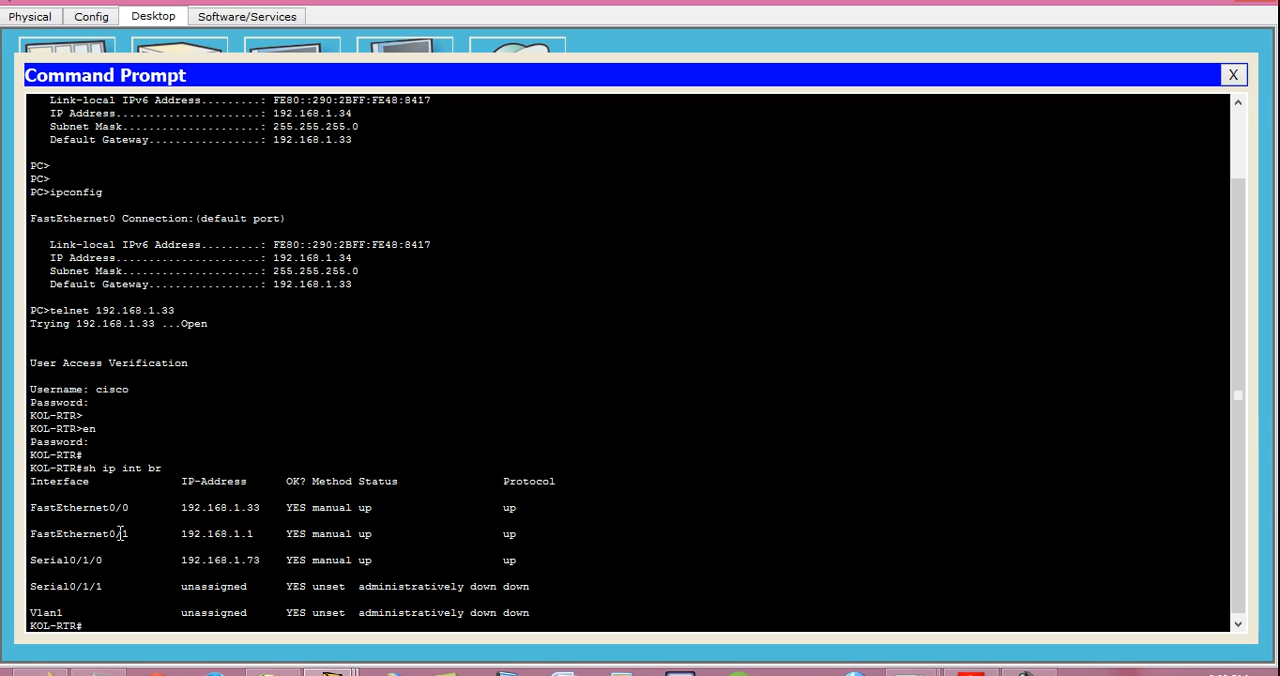 Physical Config Desktop Software/Services
Command Prompt X
Link-local IPv6 Address.........: FE80::290:2BFF:FE48:8417
IP Address......................: 192.168.1.34
Subnet Mask.....................: 255.255.255.0
Default Gateway.................: 192.168.1.33
PC>
PC>
PC>ipconfig
FastEthernet0 Connection:(default port)
Link-local IPv6 Address.........: FE80::290:2BFF:FE48:8417
IP Address......................: 192.168.1.34
Subnet Mask.....................: 255.255.255.0
Default Gateway.................: 192.168.1.33
PC>telnet 192.168.1.33
Trying 192.168.1.33 ...Open
User Access Verification
Username: cisco
Password:
KOL-RTR>
KOL-RTR>en
Password:
KOL-RTR#
KOL-RTR#sh ip int br
Interface IP-Address OK? Method Status Protocol
FastEthernet0/0 192.168.1.33 YES manual up up
FastEthernet0/1 192.168.1.1 YES manual up up
Serial0/1/0 192.168.1.73 YES manual up up
Serial0/1/1 unassigned YES unset administratively down down
Vlan1 unassigned YES unset administratively down down
KOL-RTR#